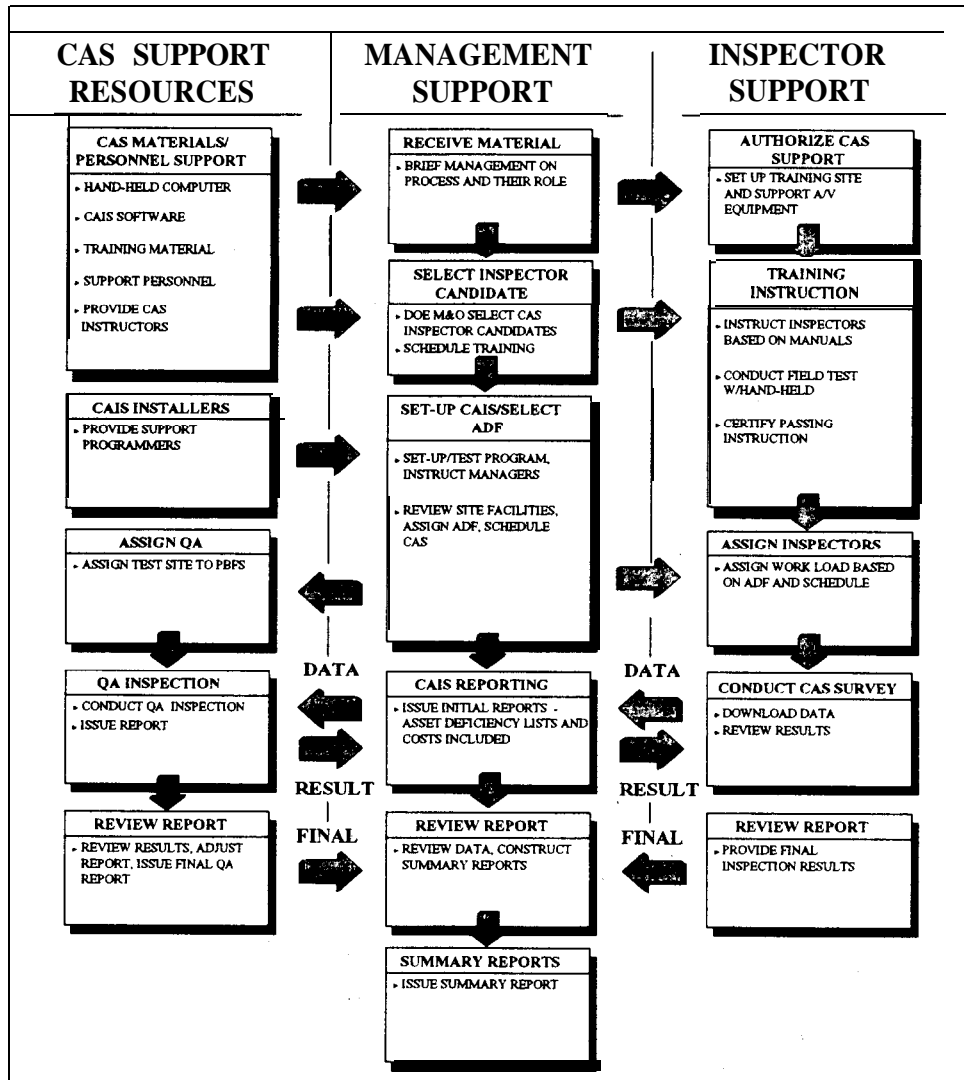 CAS SUPPORT
RESOURCES
CAS MATERIALS/
PERSONNEL SUPPORT
HAND-HELD COMPUTER
CAIS SOFTWARE
TRAINING MATERIAL
SUPPORT PERSONNEL
PROVIDE CAS
INSTRUCTORS
CAIS INSTALLERS
PROVIDE SUPPORT
PROGRAMMERS
ASSIGN QA
ASSIGN TEST SITE TO PBFS
QA INSPECTION
CONDUCT QA INSPECTION
ISSUE REPORT
REVIEW REPORT
REVIEW RESULTS, ADJUST
REPORT, ISSUE FINAL QA
REPORT
DATA
RESULT
FINAL
MANAGEMENT
SUPPORT
RECEIVE MATERIAL
BRIEF MANAGEMENT ON
PROCESS AND THEIR ROLE
SELECT INSPECTOR
CANDIDATE
DOE M&O SELECT CAS
INSPECTOR CANDIDATES
SCHEDULE TRAINING
SET-UP CAIS/SELECT
ADF
SET-UP/TEST PROGRAM,
INSTRUCT MANAGERS
REVIEW SITE FACILITIES,
ASSIGN ADF, SCHEDULE
CAS
CAIS REPORTING
ISSUE INITIAL REPORTS -
ASSET DEFICIENCY LISTS AND
COSTS INCLUDED
REVIEW REPORT
REVIEW DATA, CONSTRUCT
SUMMARY REPORTS
SUMMARY REPORTS
ISSUE SUMMARY REPORT
DATA
RESULT
FINAL
INSPECTOR
SUPPORT
AUTHORIZE CAS
SUPPORT
SET UP TRAINING SITE
AND SUPPORT A/V
EQUIPMENT
TRAINING
INSTRUCTION
INSTRUCT INSPECTORS
BASED ON MANUALS
CONDUCT FIELD TEST
W/HAND-HELD
CERTIFY PASSING
INSTRUCTION
ASSIGN INSPECTORS
ASSIGN WORK LOAD BASED
ON ADF AND SCHEDULE
CONDUCT CAS SURVEY
DOWNLOAD DATA
REVIEW RESULTS
REVIEW REPORT
PROVIDE FINAL
INSPECTION RESULTS